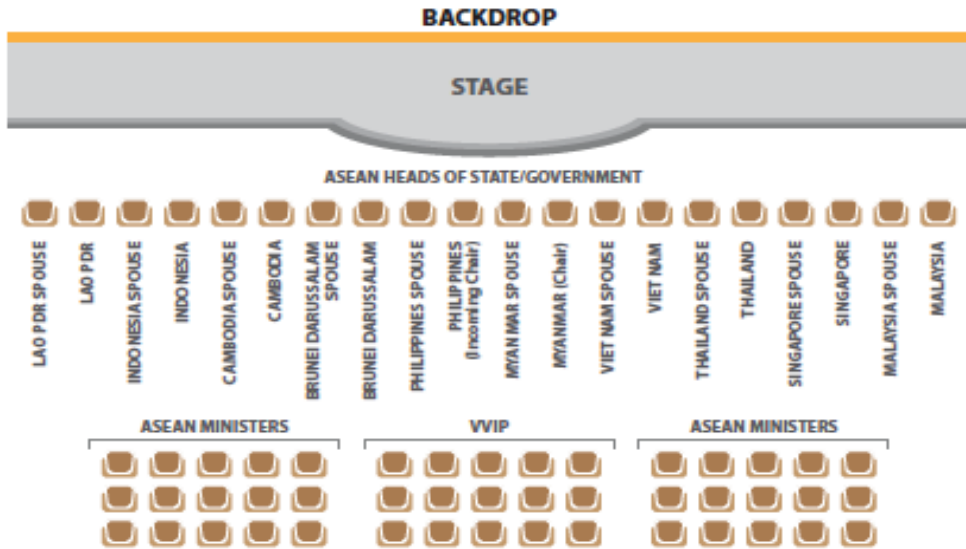 BACKDROP
STAGE
ASEAN HEADS OF STATE/GOVERNMENT
LAO PDR SPOUSE
LAO PDR
INDONESIA SPOUSE
INDONESIA
CAMBODIA SPOUSE
CAMBODIA
BRUNEI DARUSSALAM
SPOUSE
BRUNEI DARUSSALAM
PHILIPPINES SPOUSE
PHILIPPINES
(Incoming Chair)
MYANMAR SPOUSE
MYANMAR (Chair)
VIET NAM SPOUSE
VIET NAM
THAILAND SPOUSE
THAILAND
SINGAPORE SPOUSE
SINGAPORE
MALAYSIA SPOUSE
MALAYSIA
ASEAN MINISTERS
VVIP
ASEAN MINISTERS